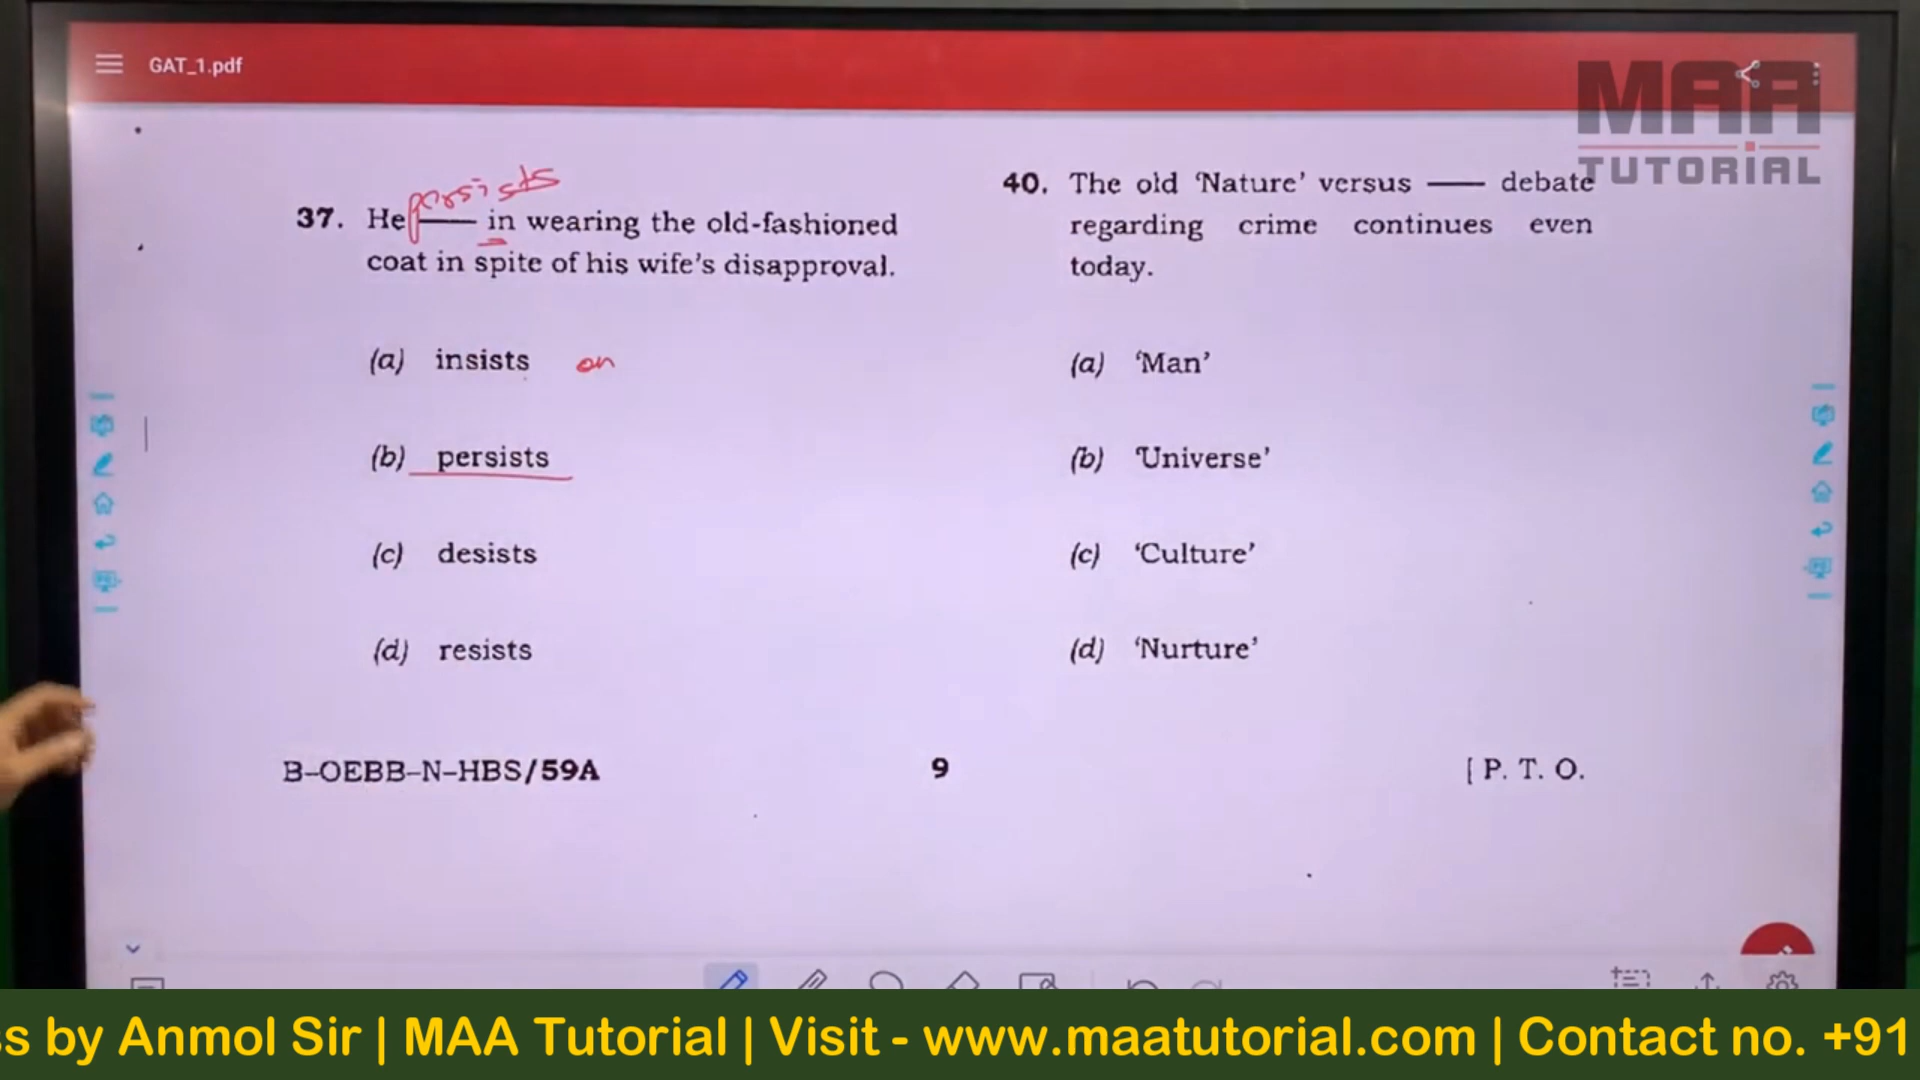 GAT_1.pdf
MAA
TUTORIAL
persists
37. He —— in wearing the old-fashioned
coat in spite of his wife's disapproval.
(a) insists on
(b) persists
(c) desists
(d) resists
40. The old 'Nature' versus —— debate
regarding crime continues even
today.
(a) 'Man'
(b) 'Universe'
(c) 'Culture'
(d) 'Nurture'
B–OEBB–N–HBS/59A 9 [ P. T. O.
s by Anmol Sir | MAA Tutorial | Visit - www.maatutorial.com | Contact no. +91